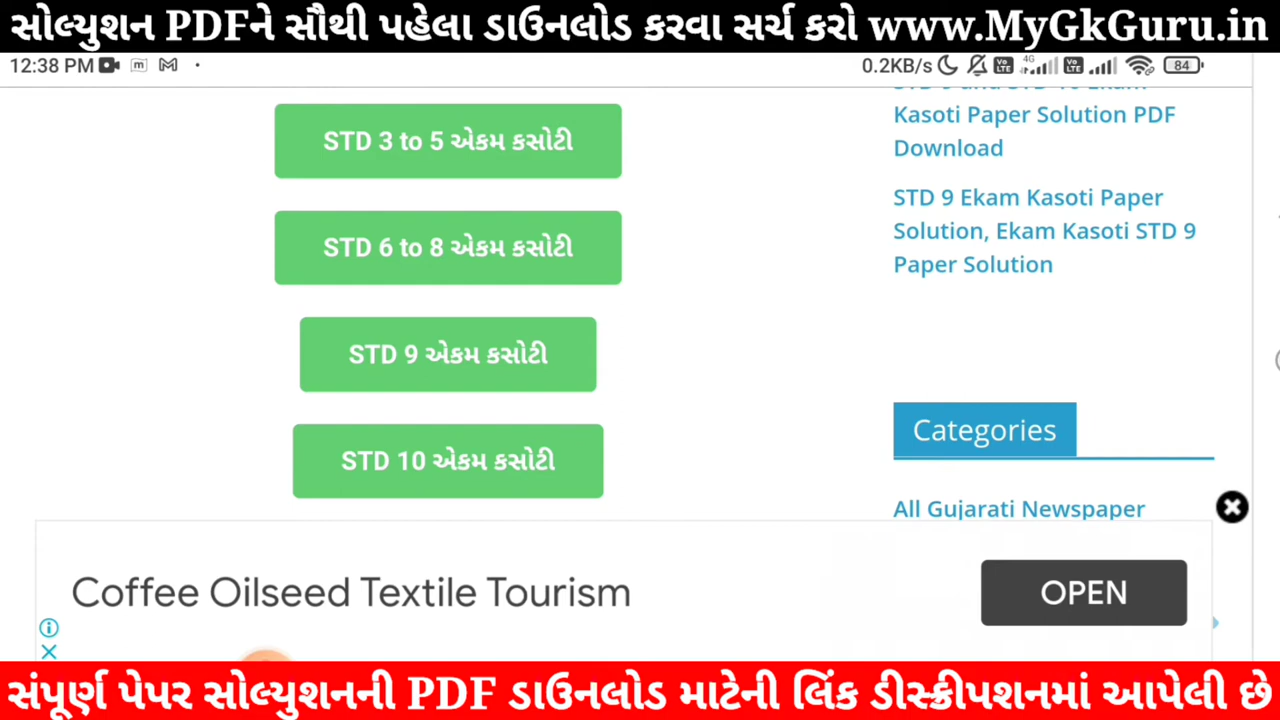 સોલ્યુશન PDFને સૌથી પહેલા ડાઉનલોડ કરવા સર્ચ કરો www.MyGkGuru.in
12:38 PM
0.2KB/s 4G 84
STD 3 to 5 એકમ કસોટી
STD 6 to 8 એકમ કસોટી
STD 9 એકમ કસોટી
STD 10 એકમ કસોટી
Kasoti Paper Solution PDF
Download
STD 9 Ekam Kasoti Paper
Solution, Ekam Kasoti STD 9
Paper Solution
Categories
All Gujarati Newspaper
Coffee Oilseed Textile Tourism
OPEN
સંપૂર્ણ પેપર સોલ્યુશનની PDF ડાઉનલોડ માટેની લિંક ડીસ્ક્રીપશનમાં આપેલી છે